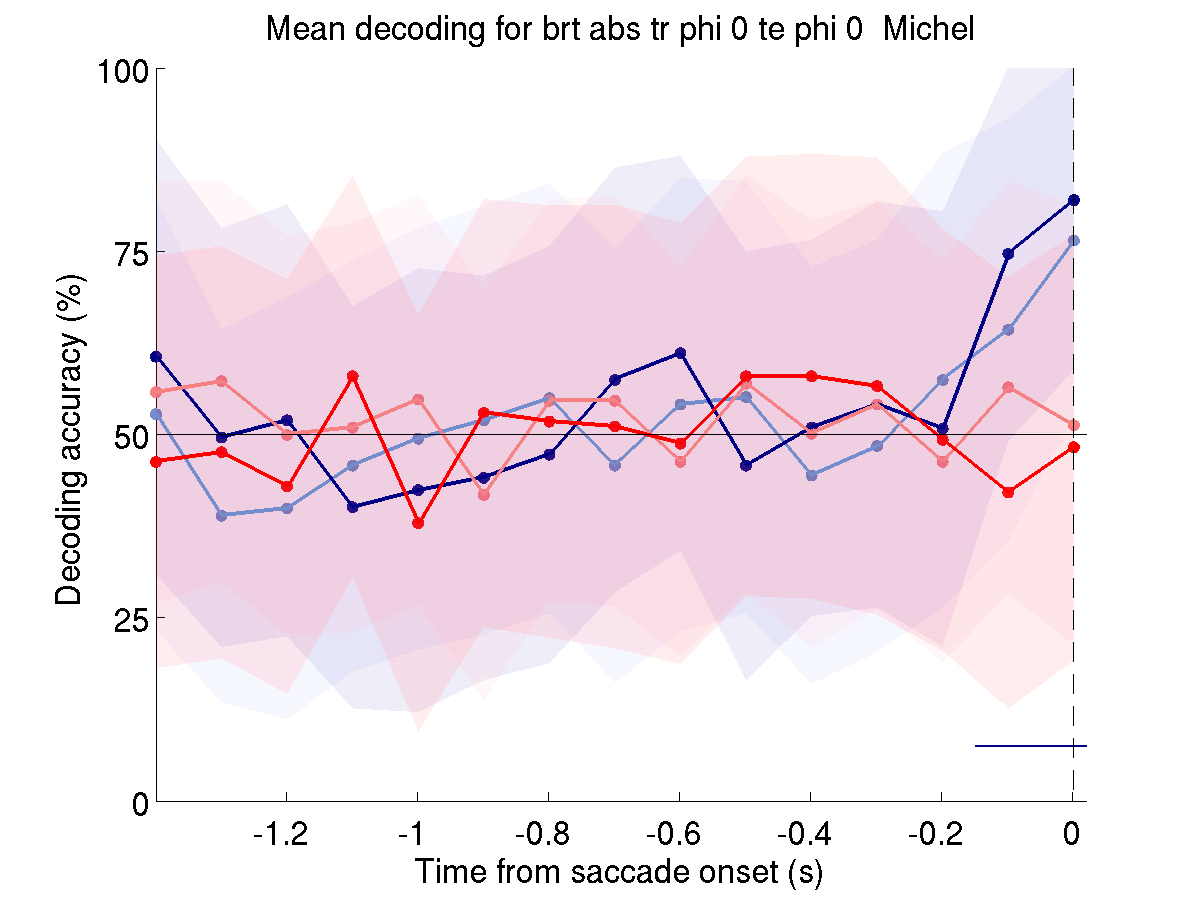 Mean decoding for brt abs tr phi 0 te phi 0  Michel
100
75
50
25
0
Decoding accuracy (%)
-1.2 -1 -0.8 -0.6 -0.4 -0.2 0
Time from saccade onset (s)